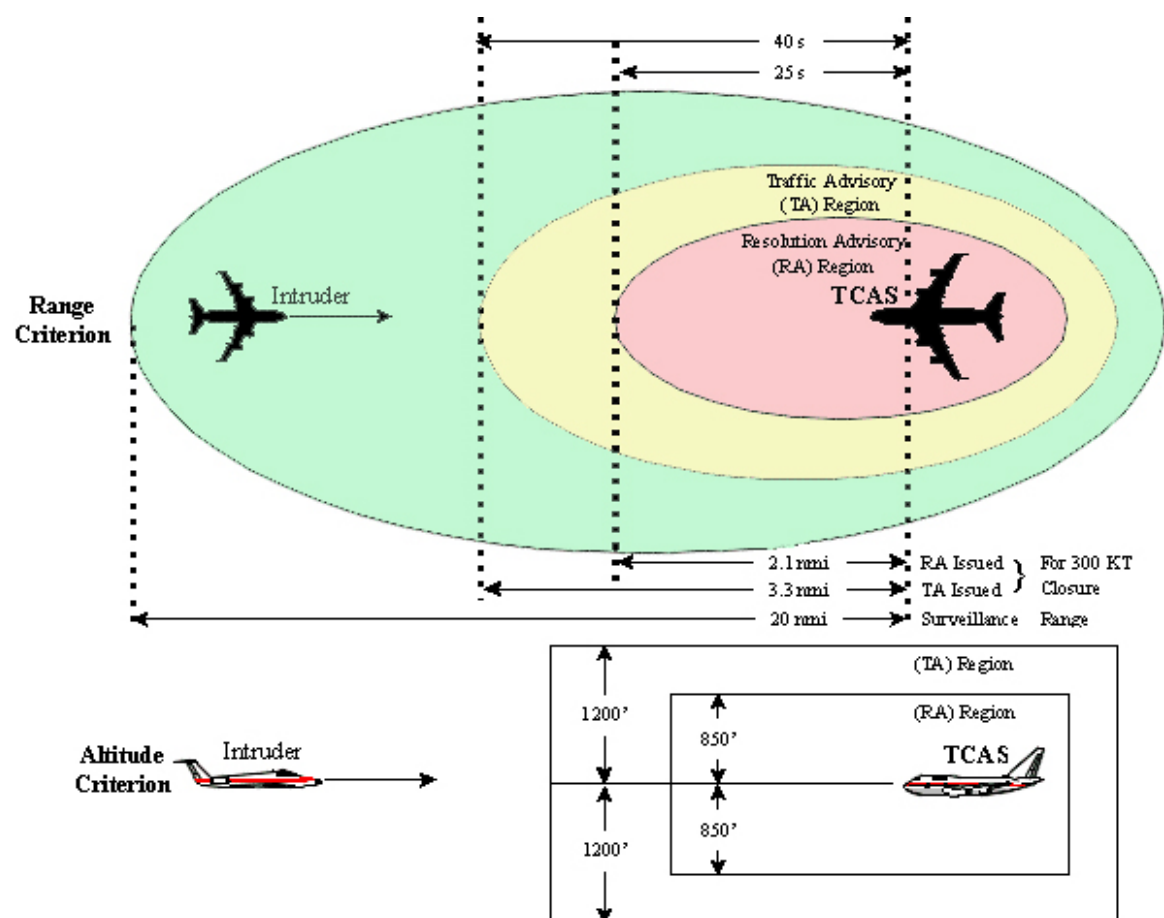 40 s
25 s
Traffic Advisory
(TA) Region
Resolution Advisory
(RA) Region
TCAS
Intruder
Range
Criterion
2.1 nmi RA Issued } For 300 KT
3.3 nmi TA Issued Closure
20 nmi Surveillance Range
(TA) Region
1200’
(RA) Region
850’
Altitude
Criterion
Intruder
TCAS
850’
1200’